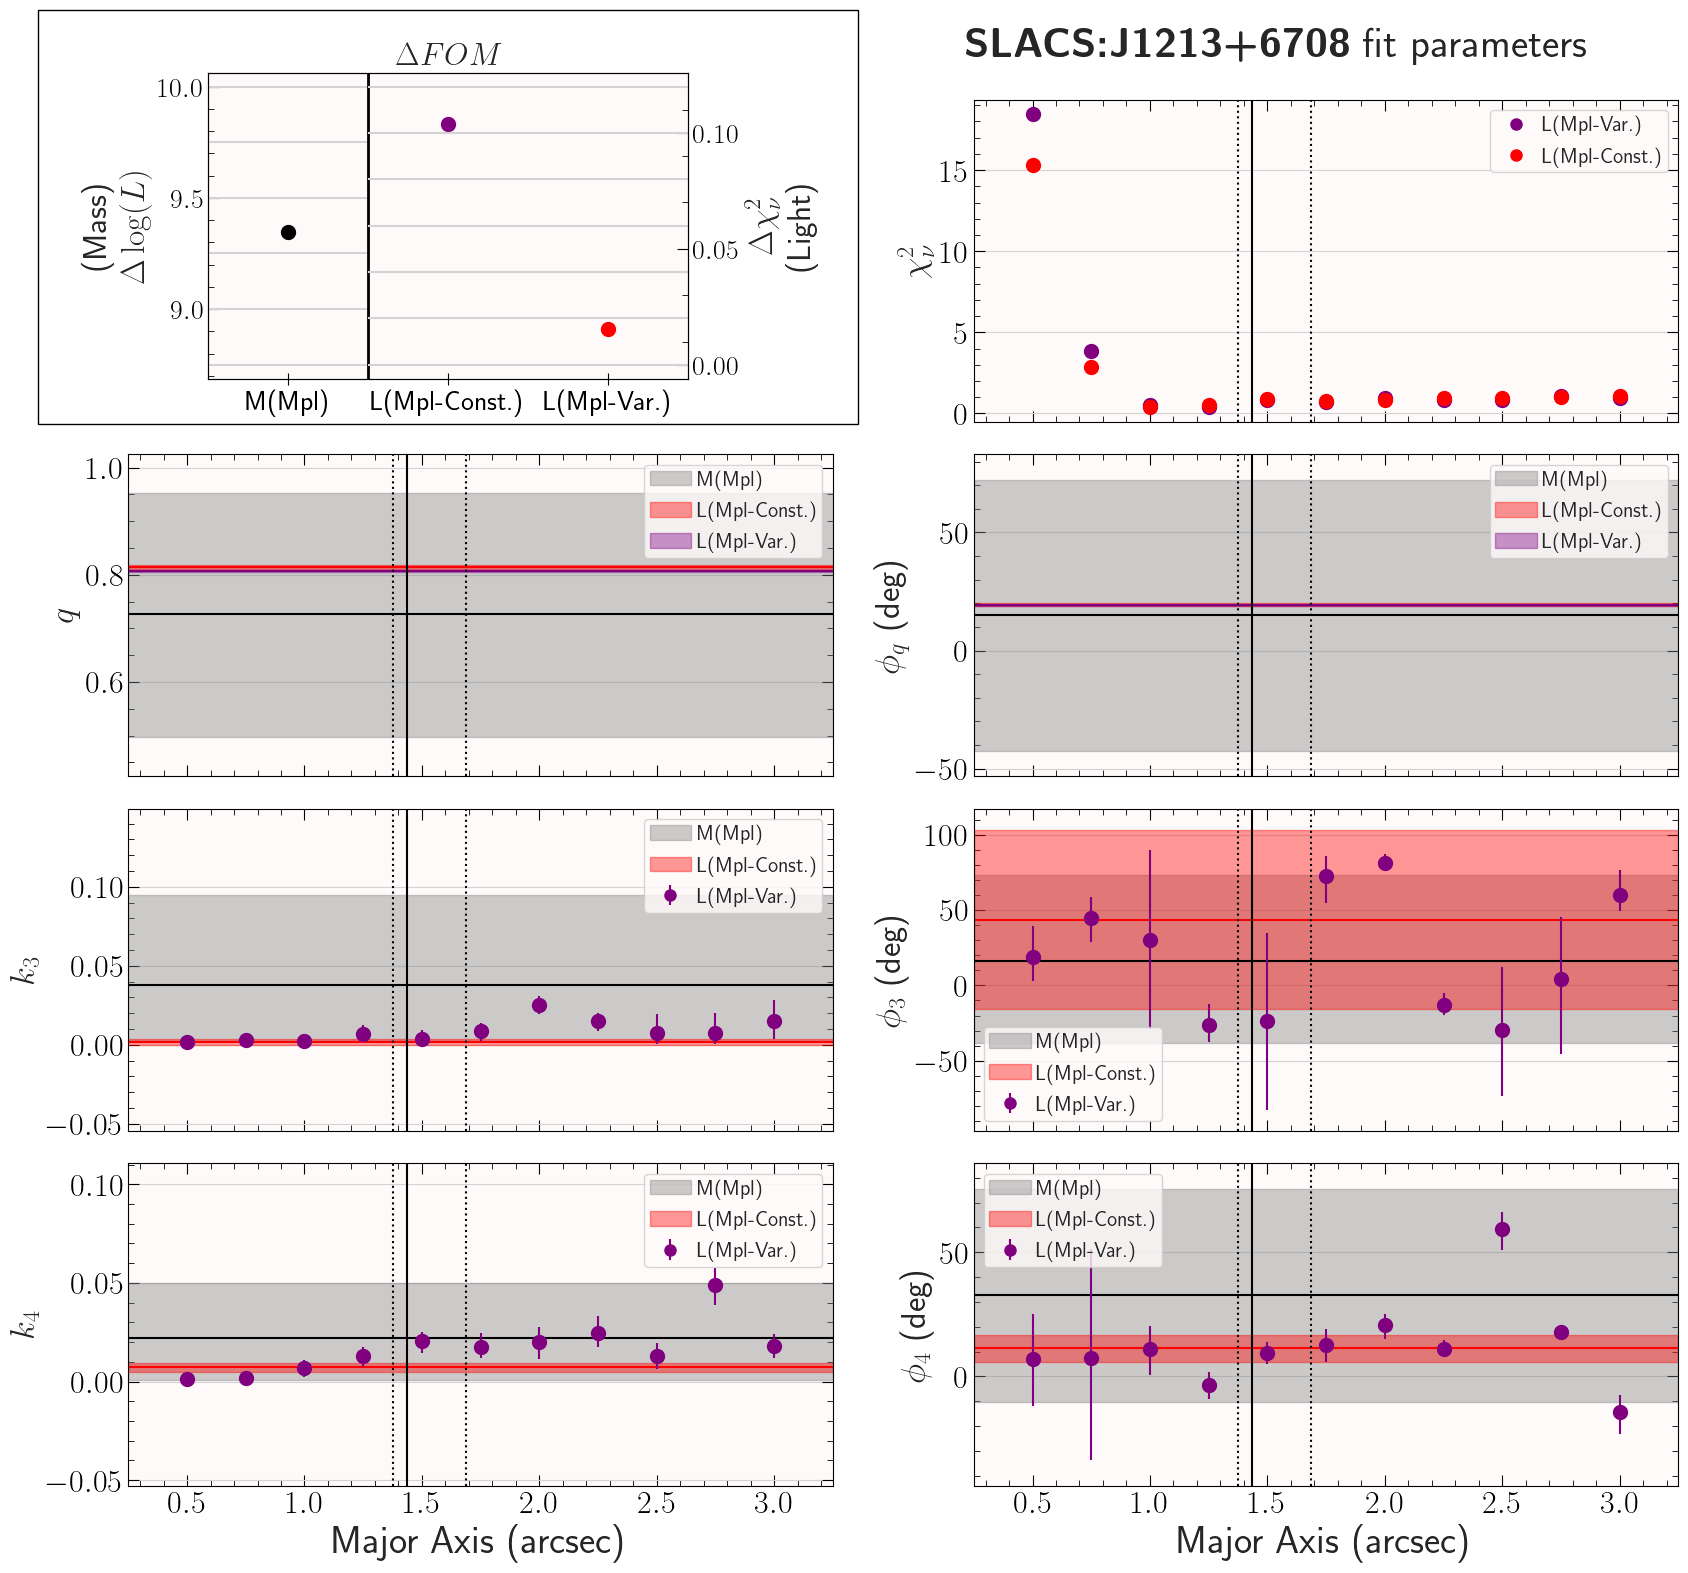 SLACS:J1213+6708 fit parameters
ΔFOM
10.0
9.5
9.0
(Mass)
Δ log(L)
0.10
0.05
0.00
Δχ²ᵥ
(Light)
M(Mpl)
L(Mpl-Const.)
L(Mpl-Var.)
15
10
5
0
χ²ᵥ
L(Mpl-Var.)
L(Mpl-Const.)
1.0
0.8
0.6
q
M(Mpl)
L(Mpl-Const.)
L(Mpl-Var.)
50
0
−50
ϕq (deg)
M(Mpl)
L(Mpl-Const.)
L(Mpl-Var.)
0.10
0.05
0.00
−0.05
k₃
M(Mpl)
L(Mpl-Const.)
L(Mpl-Var.)
100
50
0
−50
ϕ₃ (deg)
M(Mpl)
L(Mpl-Const.)
L(Mpl-Var.)
0.10
0.05
0.00
−0.05
k₄
M(Mpl)
L(Mpl-Const.)
L(Mpl-Var.)
0.5 1.0 1.5 2.0 2.5 3.0
Major Axis (arcsec)
50
0
ϕ₄ (deg)
M(Mpl)
L(Mpl-Const.)
L(Mpl-Var.)
0.5 1.0 1.5 2.0 2.5 3.0
Major Axis (arcsec)